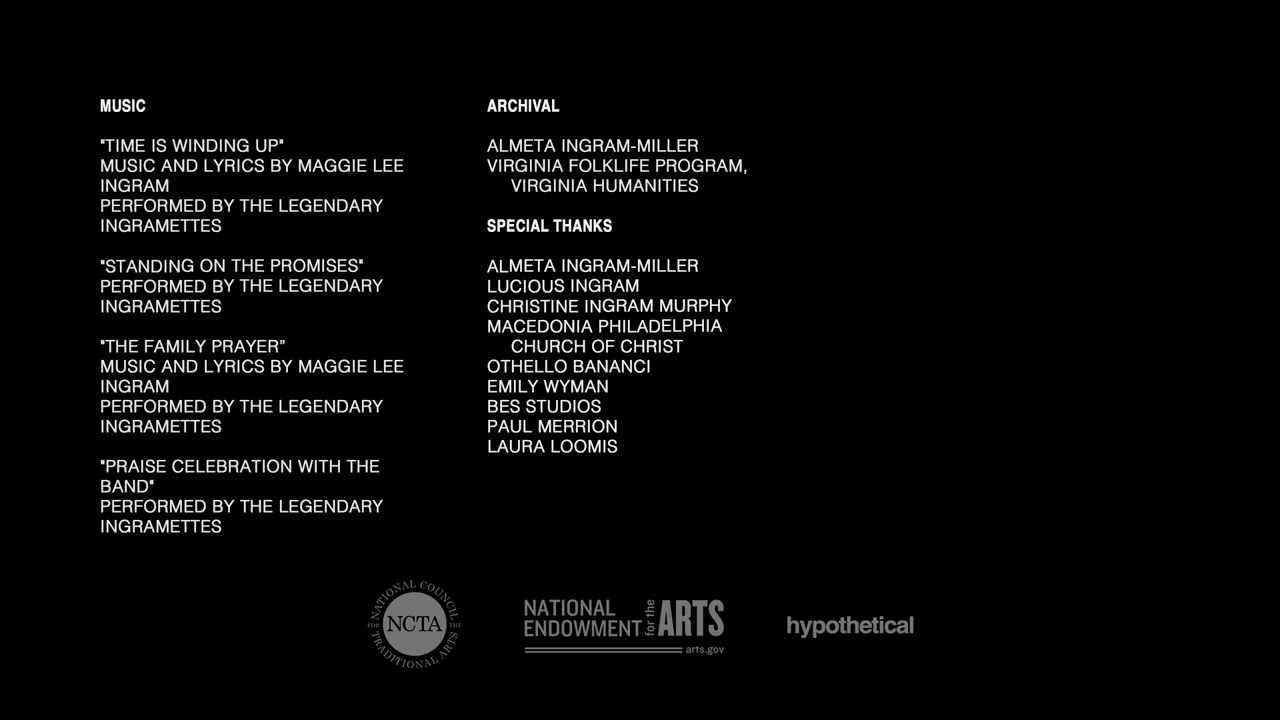 MUSIC
"TIME IS WINDING UP"
MUSIC AND LYRICS BY MAGGIE LEE
INGRAM
PERFORMED BY THE LEGENDARY
INGRAMETTES
"STANDING ON THE PROMISES"
PERFORMED BY THE LEGENDARY
INGRAMETTES
"THE FAMILY PRAYER”
MUSIC AND LYRICS BY MAGGIE LEE
INGRAM
PERFORMED BY THE LEGENDARY
INGRAMETTES
"PRAISE CELEBRATION WITH THE
BAND"
PERFORMED BY THE LEGENDARY
INGRAMETTES
ARCHIVAL
ALMETA INGRAM-MILLER
VIRGINIA FOLKLIFE PROGRAM,
VIRGINIA HUMANITIES
SPECIAL THANKS
ALMETA INGRAM-MILLER
LUCIOUS INGRAM
CHRISTINE INGRAM MURPHY
MACEDONIA PHILADELPHIA
CHURCH OF CHRIST
OTHELLO BANANCI
EMILY WYMAN
BES STUDIOS
PAUL MERRION
LAURA LOOMIS
NATIONAL COUNCIL
FOR THE
NCTA
TRADITIONAL ARTS
NATIONAL
ENDOWMENT
for the
ARTS
arts.gov
hypothetical